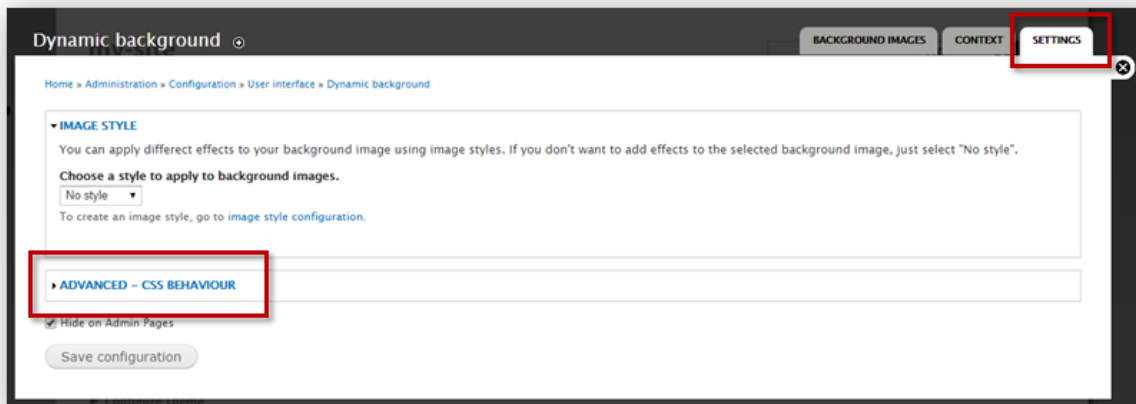 Dynamic background
BACKGROUND IMAGES CONTEXT SETTINGS
Home » Administration » Configuration » User interface » Dynamic background
IMAGE STYLE
You can apply differect effects to your background image using image styles. If you don't want to add effects to the selected background image, just select "No style".
Choose a style to apply to background images.
No style
To create an image style, go to image style configuration.
ADVANCED – CSS BEHAVIOUR
Hide on Admin Pages
Save configuration